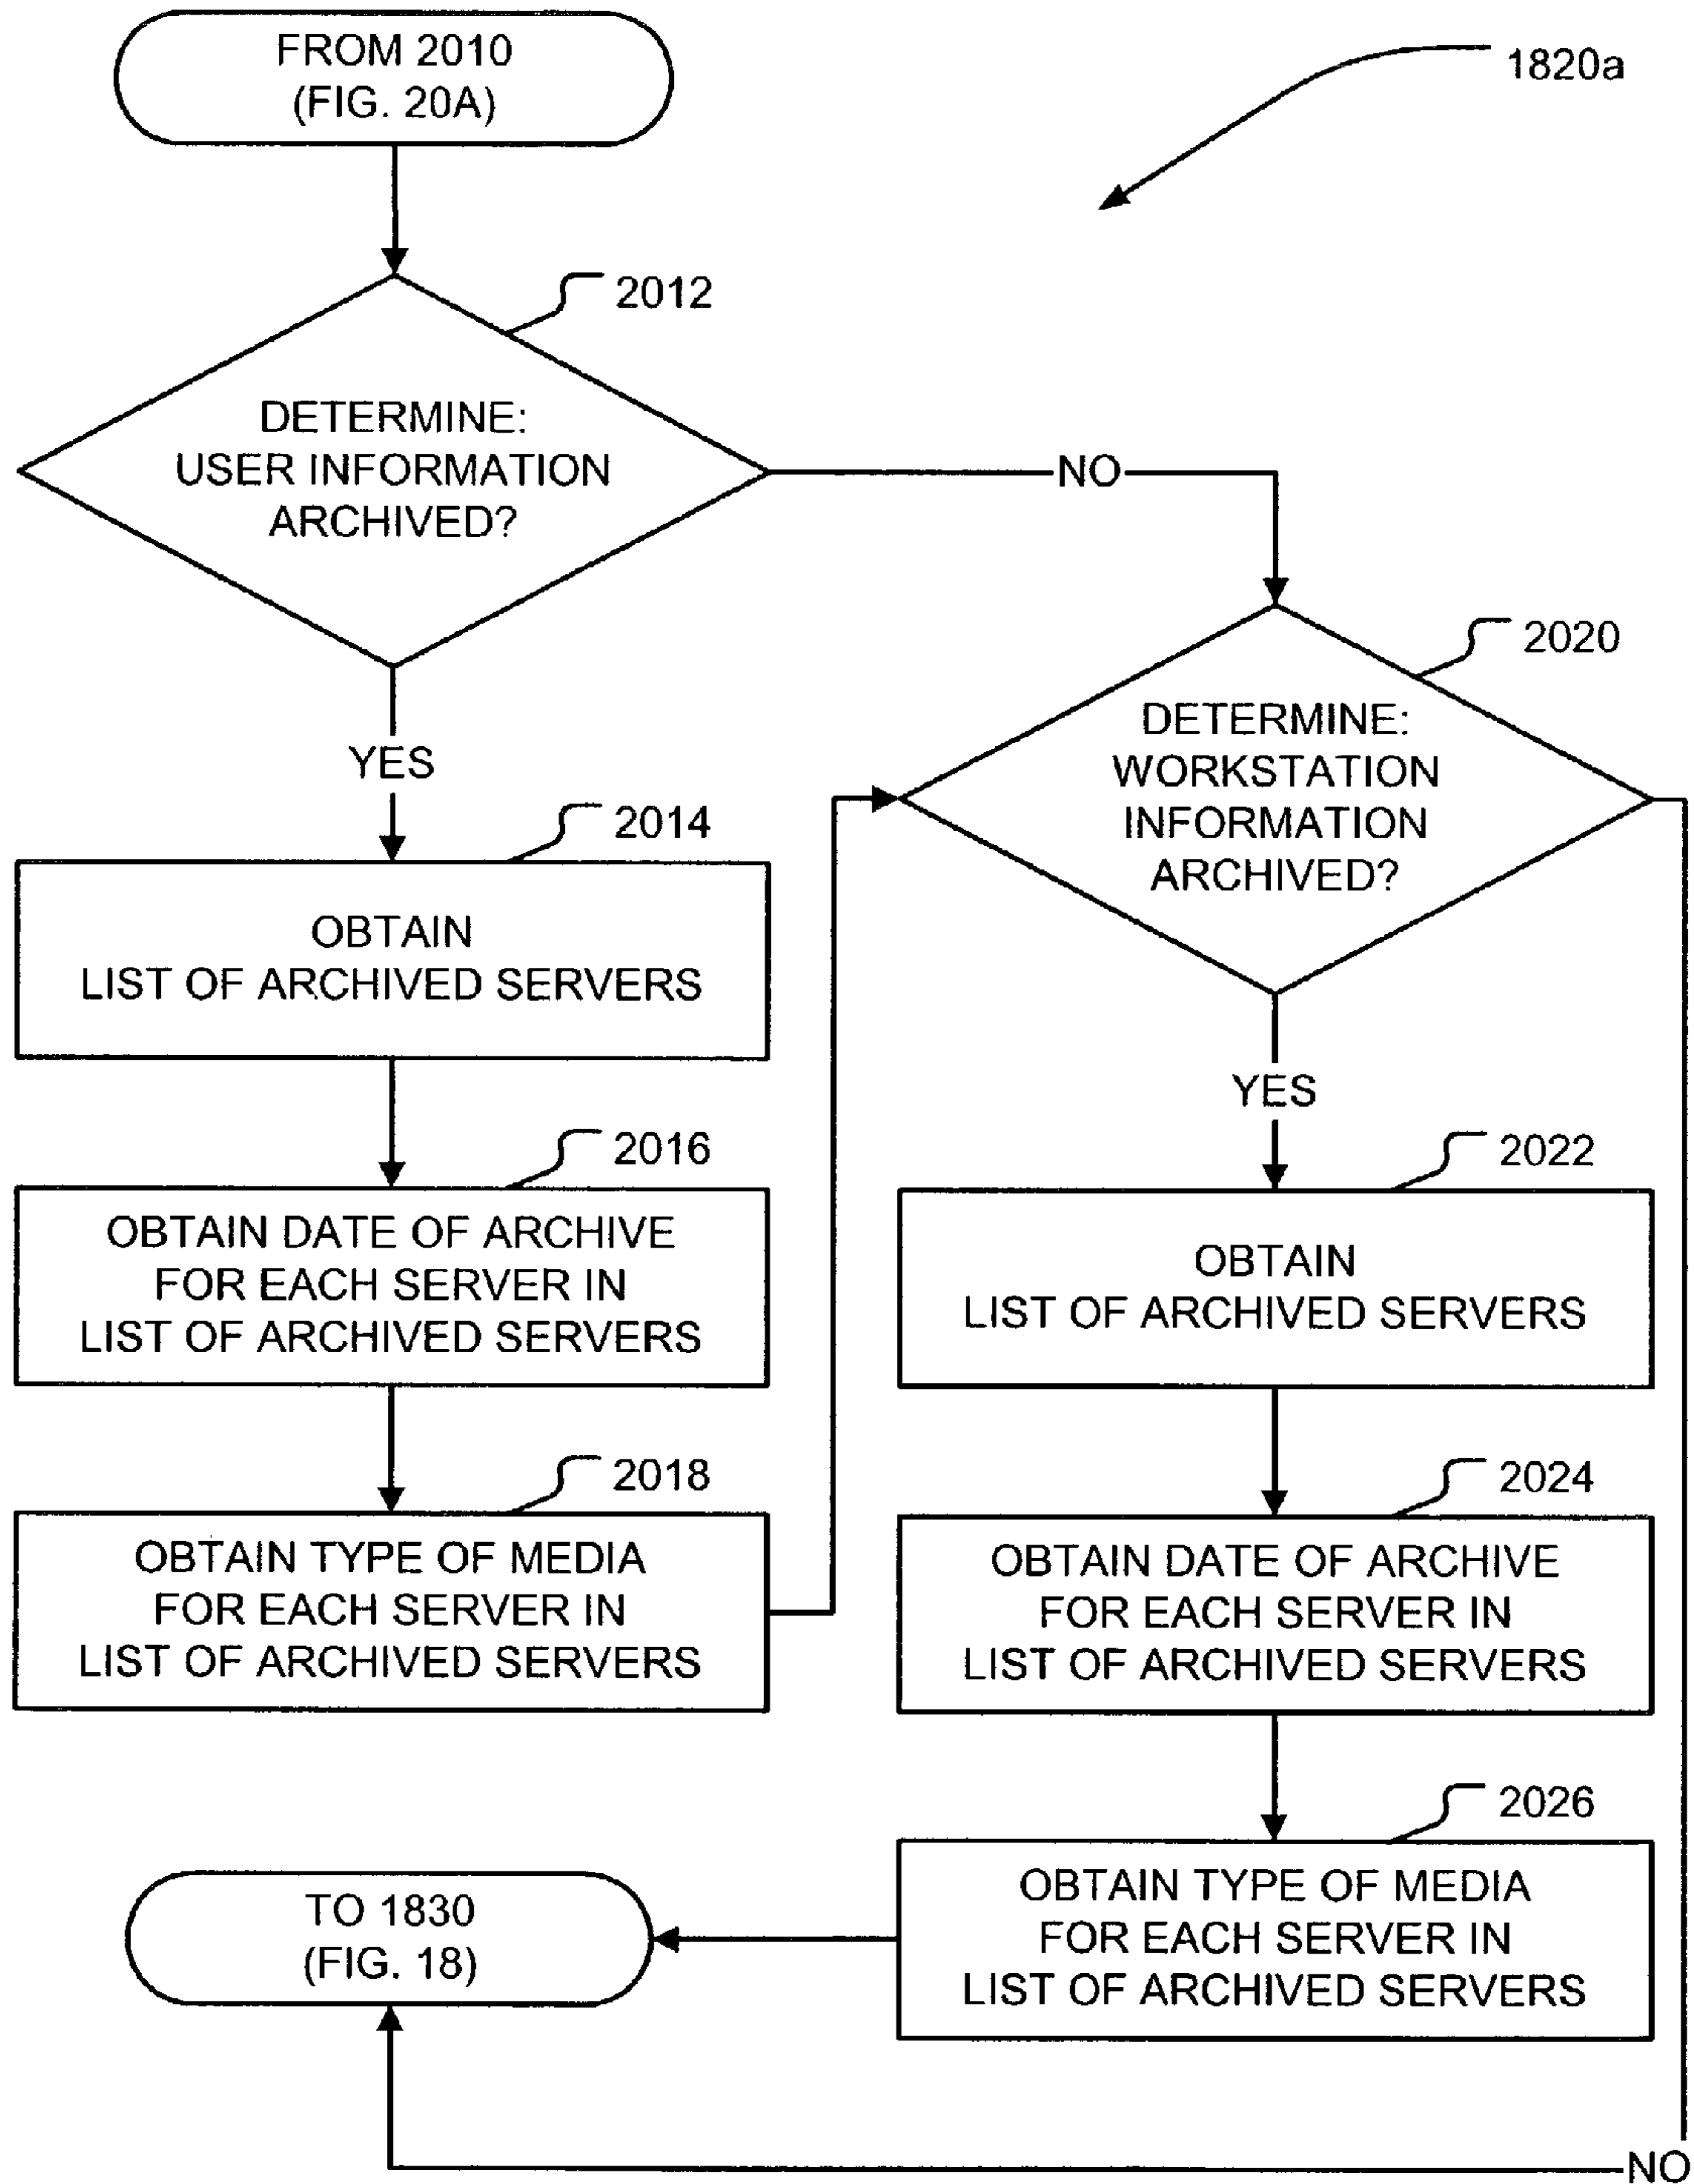 FROM 2010
(FIG. 20A)
1820a
2012
DETERMINE:
USER INFORMATION
ARCHIVED?
NO
2020
DETERMINE:
WORKSTATION
INFORMATION
ARCHIVED?
YES
2014
OBTAIN
LIST OF ARCHIVED SERVERS
YES
2016
OBTAIN DATE OF ARCHIVE
FOR EACH SERVER IN
LIST OF ARCHIVED SERVERS
2022
OBTAIN
LIST OF ARCHIVED SERVERS
2018
OBTAIN TYPE OF MEDIA
FOR EACH SERVER IN
LIST OF ARCHIVED SERVERS
2024
OBTAIN DATE OF ARCHIVE
FOR EACH SERVER IN
LIST OF ARCHIVED SERVERS
2026
OBTAIN TYPE OF MEDIA
FOR EACH SERVER IN
LIST OF ARCHIVED SERVERS
TO 1830
(FIG. 18)
NO